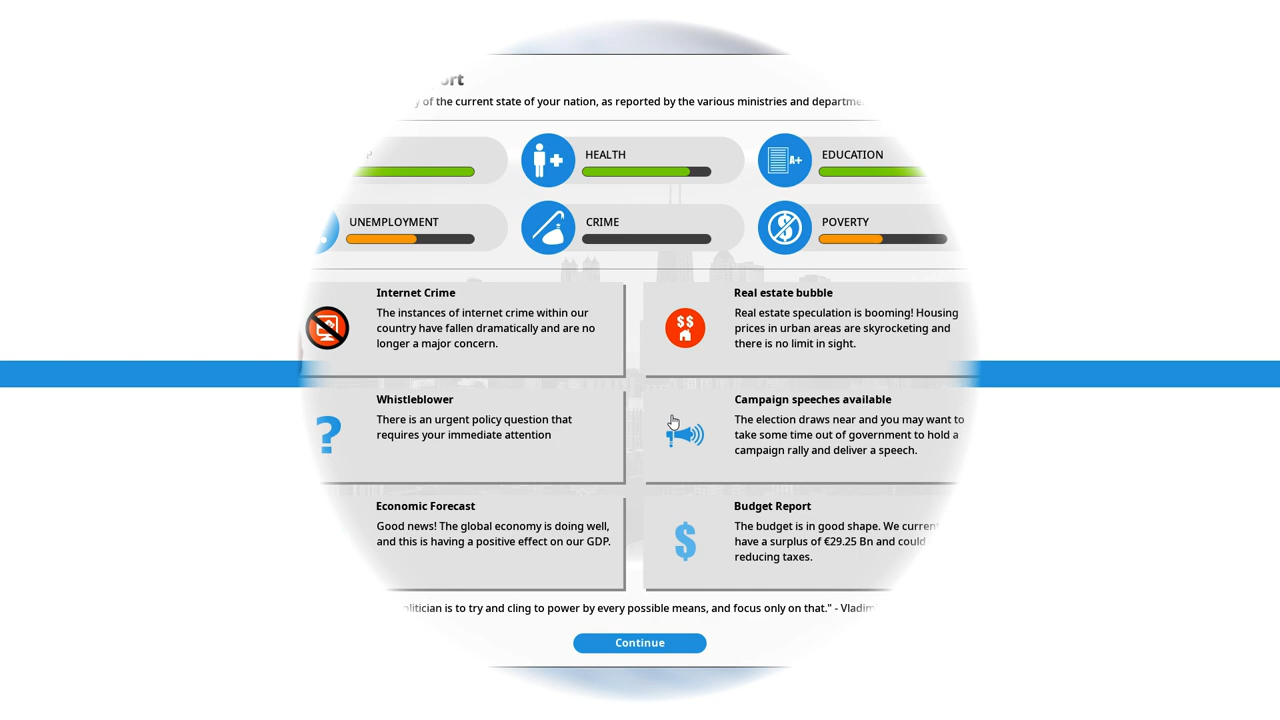 of the current state of your nation, as reported by the various ministries and
HEALTH
EDUCATION
UNEMPLOYMENT
CRIME
POVERTY
Internet Crime
The instances of internet crime within our
country have fallen dramatically and are no
longer a major concern.
Real estate bubble
Real estate speculation is booming! Housing
prices in urban areas are skyrocketing and
there is no limit in sight.
Whistleblower
There is an urgent policy question that
requires your immediate attention
Campaign speeches available
The election draws near and you may want to
take some time out of government to hold a
campaign rally and deliver a speech.
Economic Forecast
Good news! The global economy is doing well,
and this is having a positive effect on our GDP.
Budget Report
The budget is in good shape. We
have a surplus of €29.25 Bn and could
reducing taxes.
is to try and cling to power by every possible means, and focus only on that." -
Continue